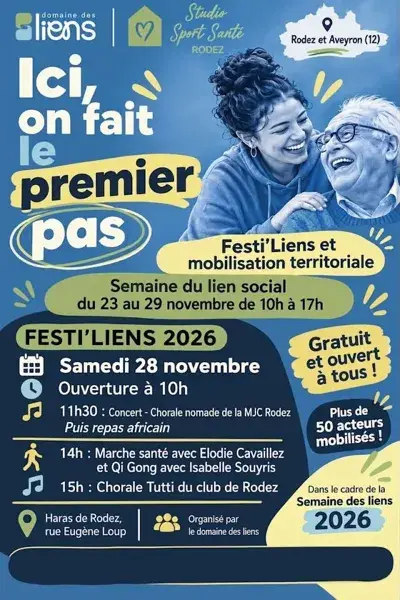 domaine des
liens
Studio
Sport Santé
RODEZ
Rodez et Aveyron (12)
Ici,
on fait
le
premier
pas
Festi'Liens et
mobilisation territoriale
Semaine du lien social
du 23 au 29 novembre de 10h à 17h
FESTI'LIENS 2026
Samedi 28 novembre
Ouverture à 10h
11h30 : Concert - Chorale nomade de la MJC Rodez
Puis repas africain
14h : Marche santé avec Elodie Cavaillez
et Qi Gong avec Isabelle Souyris
15h : Chorale Tutti du club de Rodez
Gratuit
et ouvert
à tous !
Plus de
50 acteurs
mobilisés !
Dans le cadre de la
Semaine des liens
2026
Haras de Rodez,
rue Eugène Loup
Organisé par
le domaine des liens